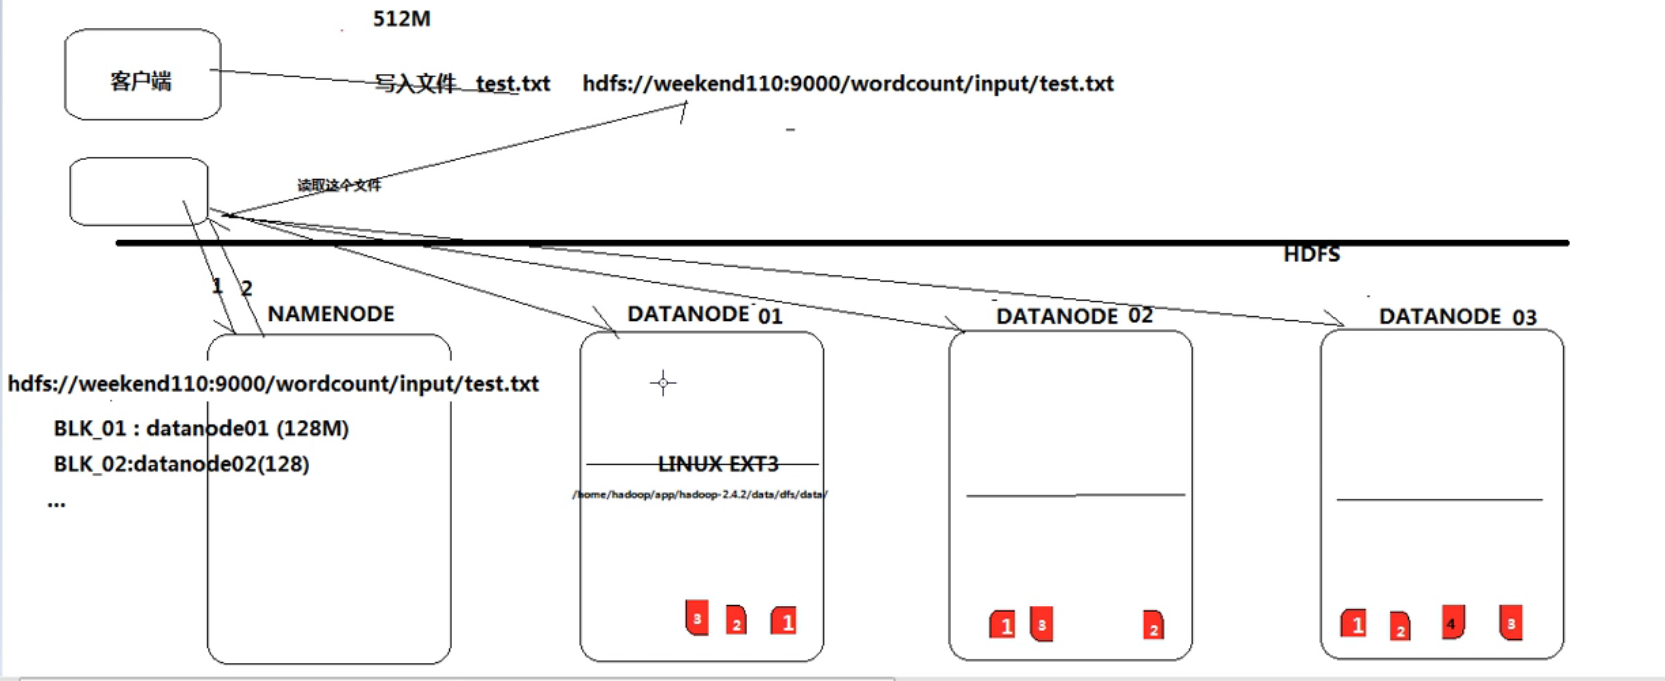 512M
客户端
写入文件 test.txt hdfs://weekend110:9000/wordcount/input/test.txt
读取这个文件
HDFS
1 2
NAMENODE
DATANODE 01
DATANODE 02
DATANODE 03
hdfs://weekend110:9000/wordcount/input/test.txt
BLK_01 : datanode01 (128M)
BLK_02:datanode02(128)
...
LINUX EXT3
/home/hadoop/app/hadoop-2.4.2/data/dfs/data/
3 2 1
1 3 2
1 2 4 3